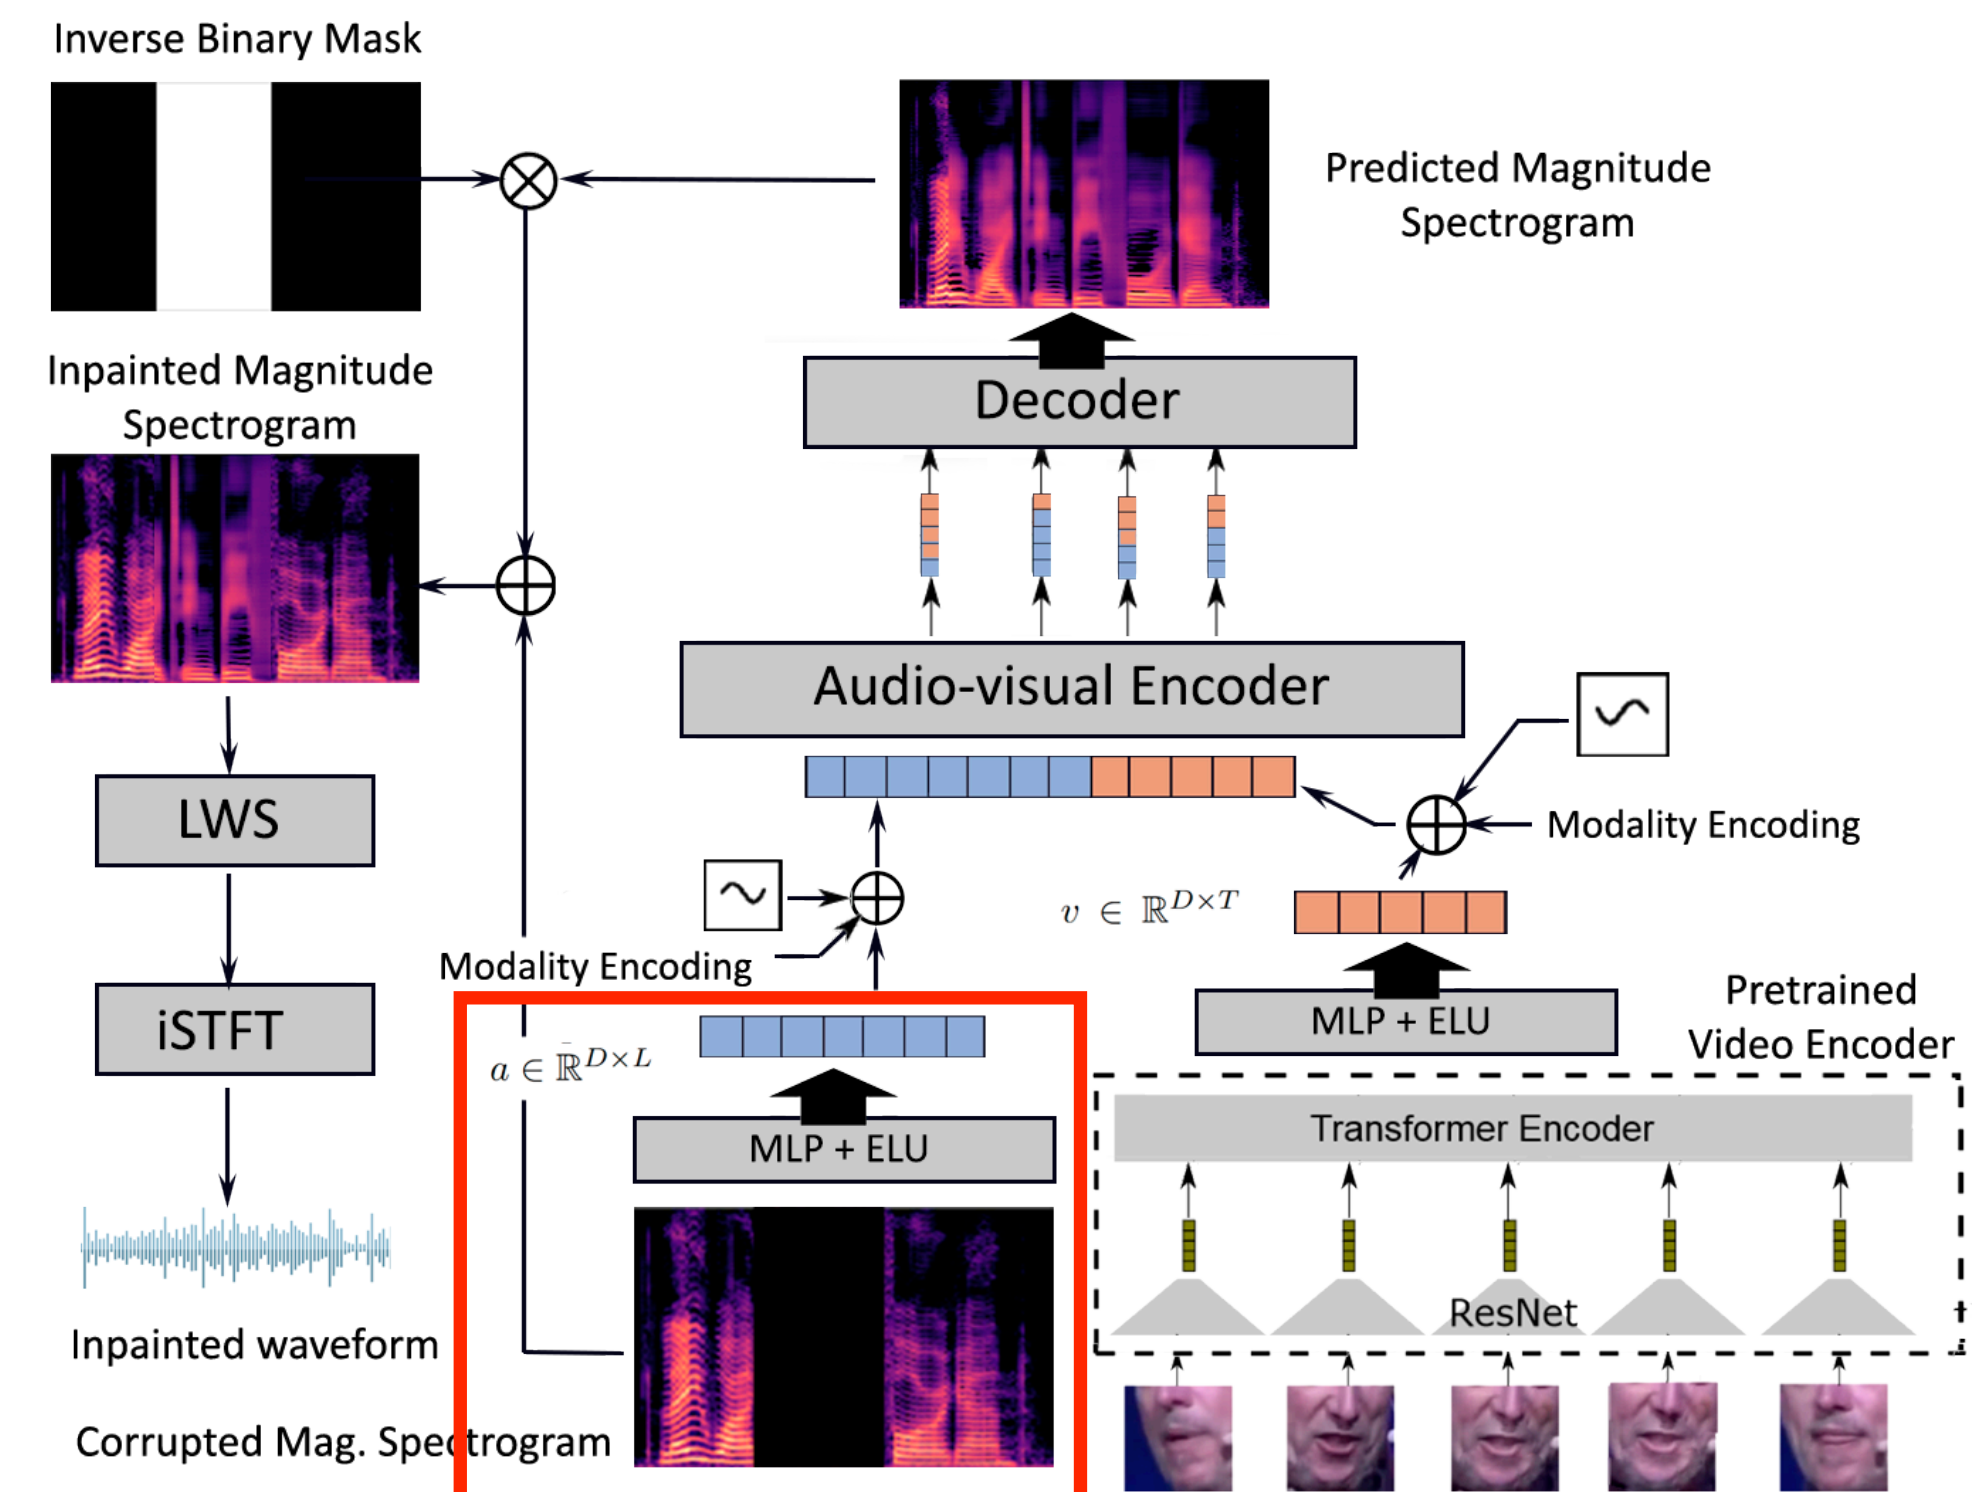 Inverse Binary Mask
Predicted Magnitude
Spectrogram
Inpainted Magnitude
Spectrogram
Decoder
Audio-visual Encoder
LWS
Modality Encoding
v ∈ ℝ^{D×T}
Modality Encoding
Pretrained
Video Encoder
MLP + ELU
iSTFT
a ∈ ℝ^{D×L}
MLP + ELU
Transformer Encoder
ResNet
Inpainted waveform
Corrupted Mag. Spectrogram